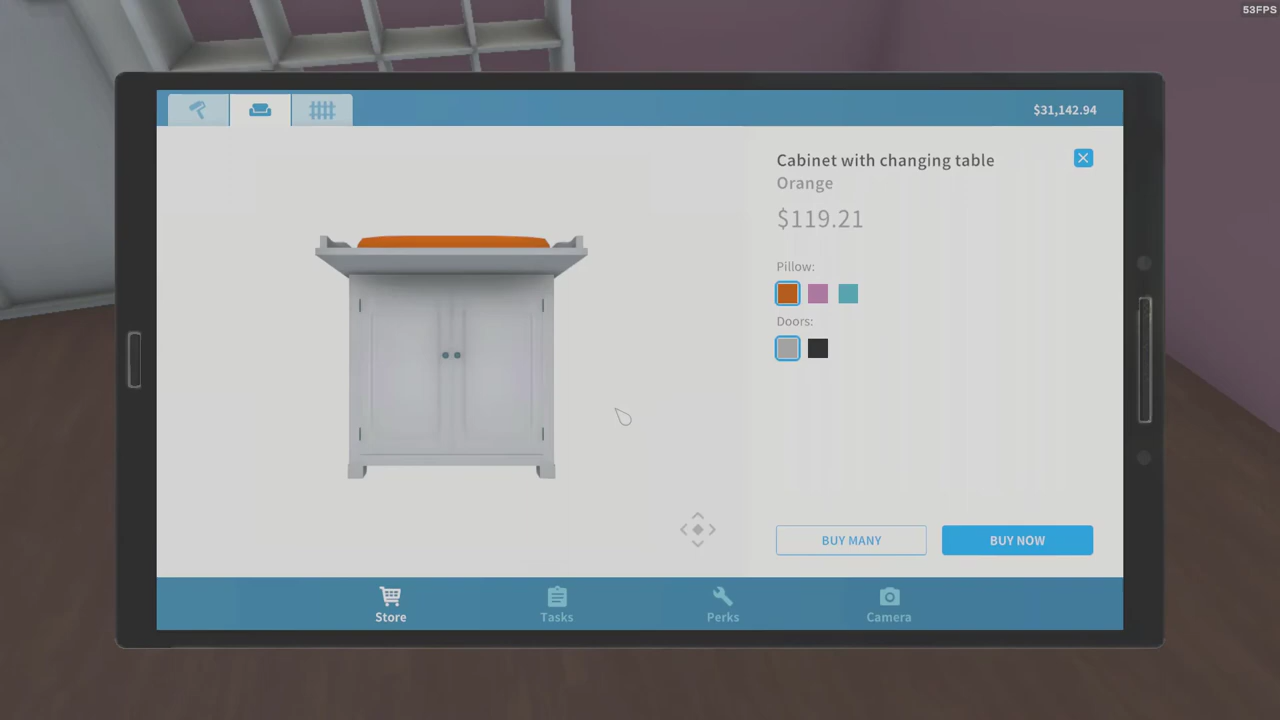 53FPS
$31,142.94
Cabinet with changing table
Orange
$119.21
Pillow:
Doors:
BUY MANY
BUY NOW
Store
Tasks
Perks
Camera